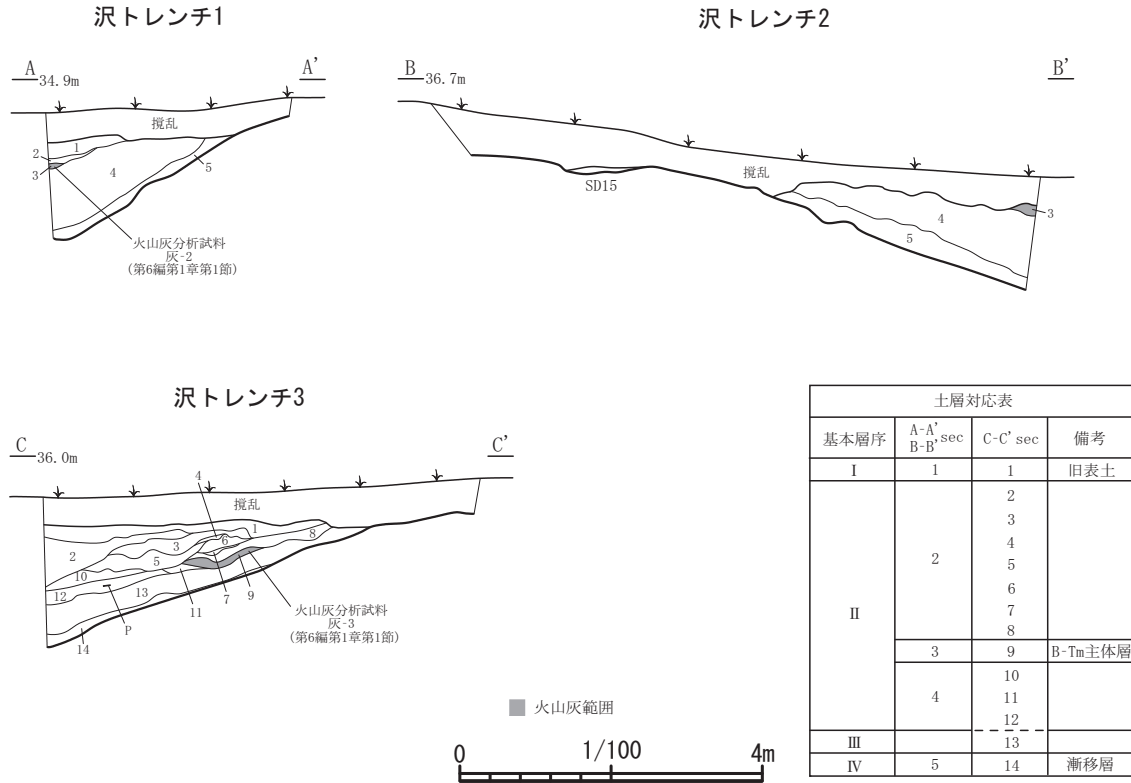 沢トレンチ1
A
34.9m
A'
撹乱
1
2
3
4
5
火山灰分析試料
灰-2
(第6編第1章第1節)
沢トレンチ2
B
36.7m
B'
SD15
撹乱
4
3
5
沢トレンチ3
C
36.0m
C'
4
撹乱
1
8
6
3
2
5
10
12
13
11
7
9
P
14
火山灰分析試料
灰-3
(第6編第1章第1節)
火山灰範囲
0 1/100 4m
土層対応表
基本層序 A-A' B-B' sec C-C' sec 備考
Ⅰ 1 1 旧表土
Ⅱ 2 2
3
4
5
6
7
8
3 9 B-Tm主体層
4 10
11
12
Ⅲ 13
Ⅳ 5 14 漸移層